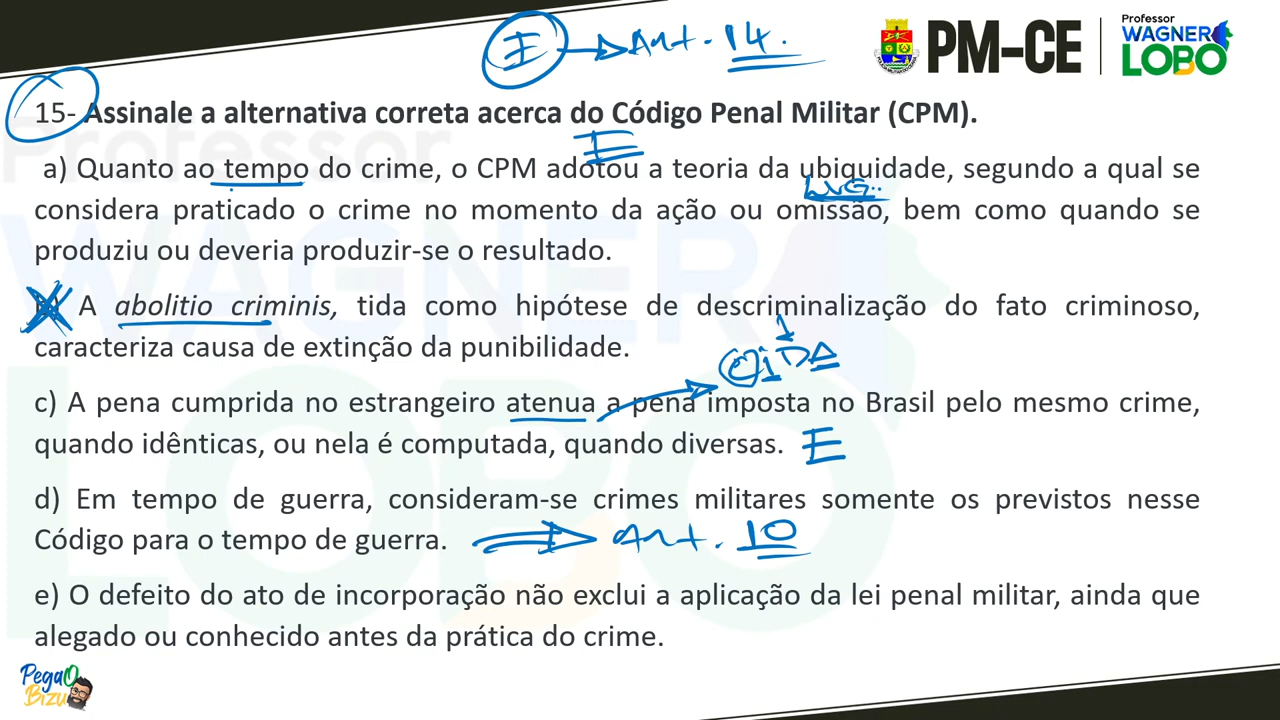 E → Art. 14.
PM-CE
Professor
WAGNER
LOBO
15- Assinale a alternativa correta acerca do Código Penal Militar (CPM).
E
a) Quanto ao tempo do crime, o CPM adotou a teoria da ubiquidade, segundo a qual se
LUG..
considera praticado o crime no momento da ação ou omissão, bem como quando se
produziu ou deveria produzir-se o resultado.
b) A abolitio criminis, tida como hipótese de descriminalização do fato criminoso,
caracteriza causa de extinção da punibilidade.
c) A pena cumprida no estrangeiro atenua a pena imposta no Brasil pelo mesmo crime,
quando idênticas, ou nela é computada, quando diversas. E
d) Em tempo de guerra, consideram-se crimes militares somente os previstos nesse
Código para o tempo de guerra. ⇒ Art. 10
e) O defeito do ato de incorporação não exclui a aplicação da lei penal militar, ainda que
alegado ou conhecido antes da prática do crime.
PegaO
Bizu